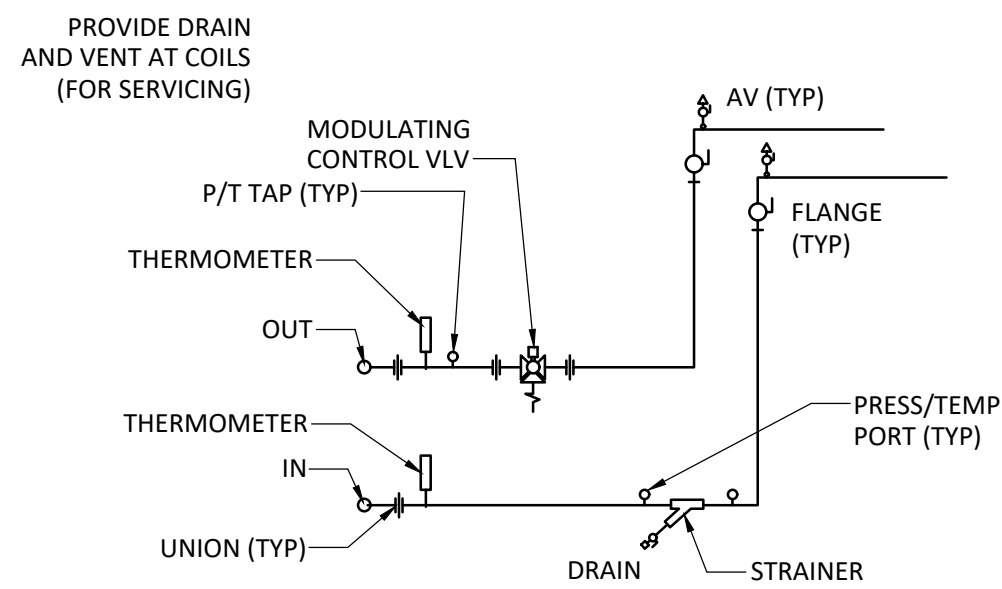 PROVIDE DRAIN
AND VENT AT COILS
(FOR SERVICING)
AV (TYP)
MODULATING
CONTROL VLV
P/T TAP (TYP)
FLANGE
(TYP)
THERMOMETER
OUT
THERMOMETER
PRESS/TEMP
PORT (TYP)
IN
UNION (TYP)
DRAIN
STRAINER